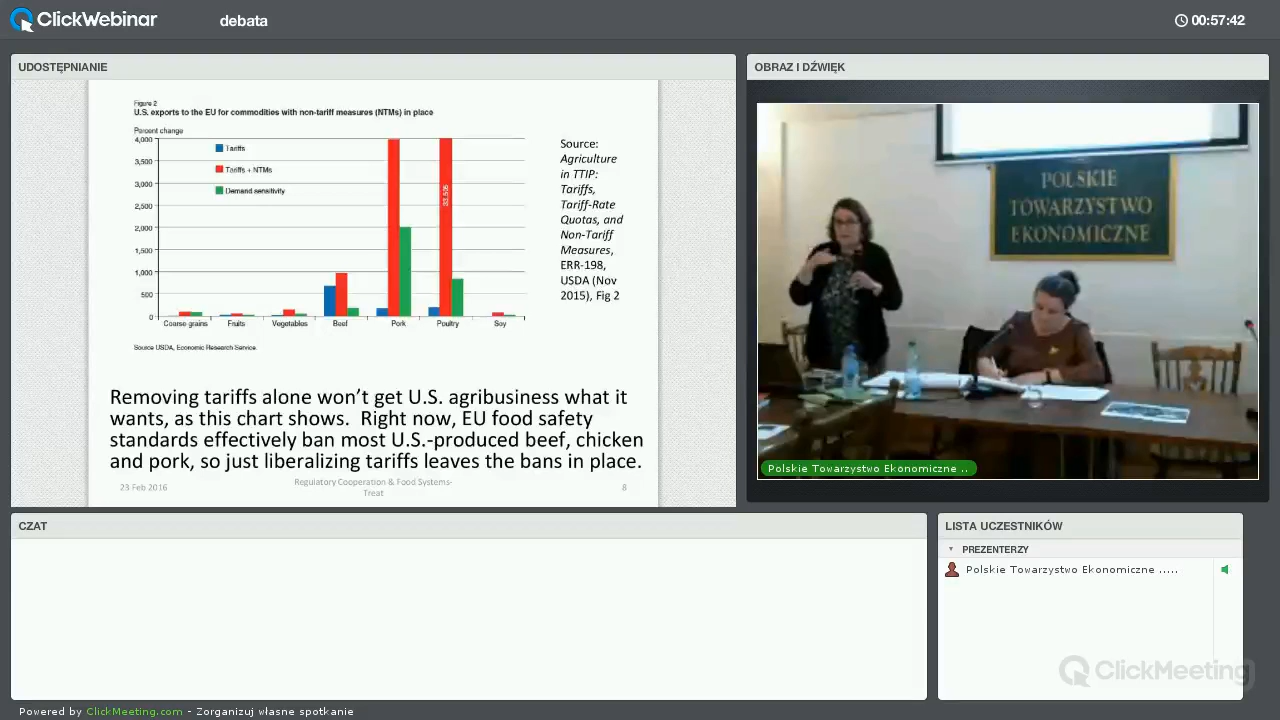 ClickWebinar
debata
00:57:42
UDOSTĘPNIANIE
Figure 2
U.S. exports to the EU for commodities with non-tariff measures (NTMs) in place
Percent change
4,000
3,500
3,000
2,500
2,000
1,500
1,000
500
0
Tariffs
Tariffs + NTMs
Demand sensitivity
Coarse grains
Fruits
Vegetables
Beef
Pork
Poultry
Soy
Source USDA, Economic Research Service.
Source:
Agriculture
in TTIP:
Tariffs,
Tariff-Rate
Quotas, and
Non-Tariff
Measures,
ERR-198,
USDA (Nov
2015), Fig 2
Removing tariffs alone won’t get U.S. agribusiness what it
wants, as this chart shows.  Right now, EU food safety
standards effectively ban most U.S.-produced beef, chicken
and pork, so just liberalizing tariffs leaves the bans in place.
23 Feb 2016
Regulatory Cooperation & Food Systems-
Treat
8
OBRAZ I DŹWIĘK
POLSKIE
TOWARZYSTWO
EKONOMICZNE
Polskie Towarzystwo Ekonomiczne ..
CZAT
LISTA UCZESTNIKÓW
PREZENTERZY
Polskie Towarzystwo Ekonomiczne .....
ClickMeeting
Powered by ClickMeeting.com - Zorganizuj własne spotkanie